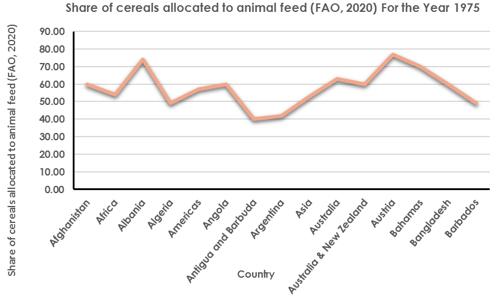 Share of cereals allocated to animal feed (FAO, 2020) For the Year 1975
Share of cereals allocated to animal feed (FAO, 2020)
90.00
80.00
70.00
60.00
50.00
40.00
30.00
20.00
10.00
0.00
Afghanistan
Africa
Albania
Algeria
Americas
Angola
Antigua and Barbuda
Argentina
Asia
Australia
Australia & New Zealand
Austria
Bahamas
Bangladesh
Barbados
Country